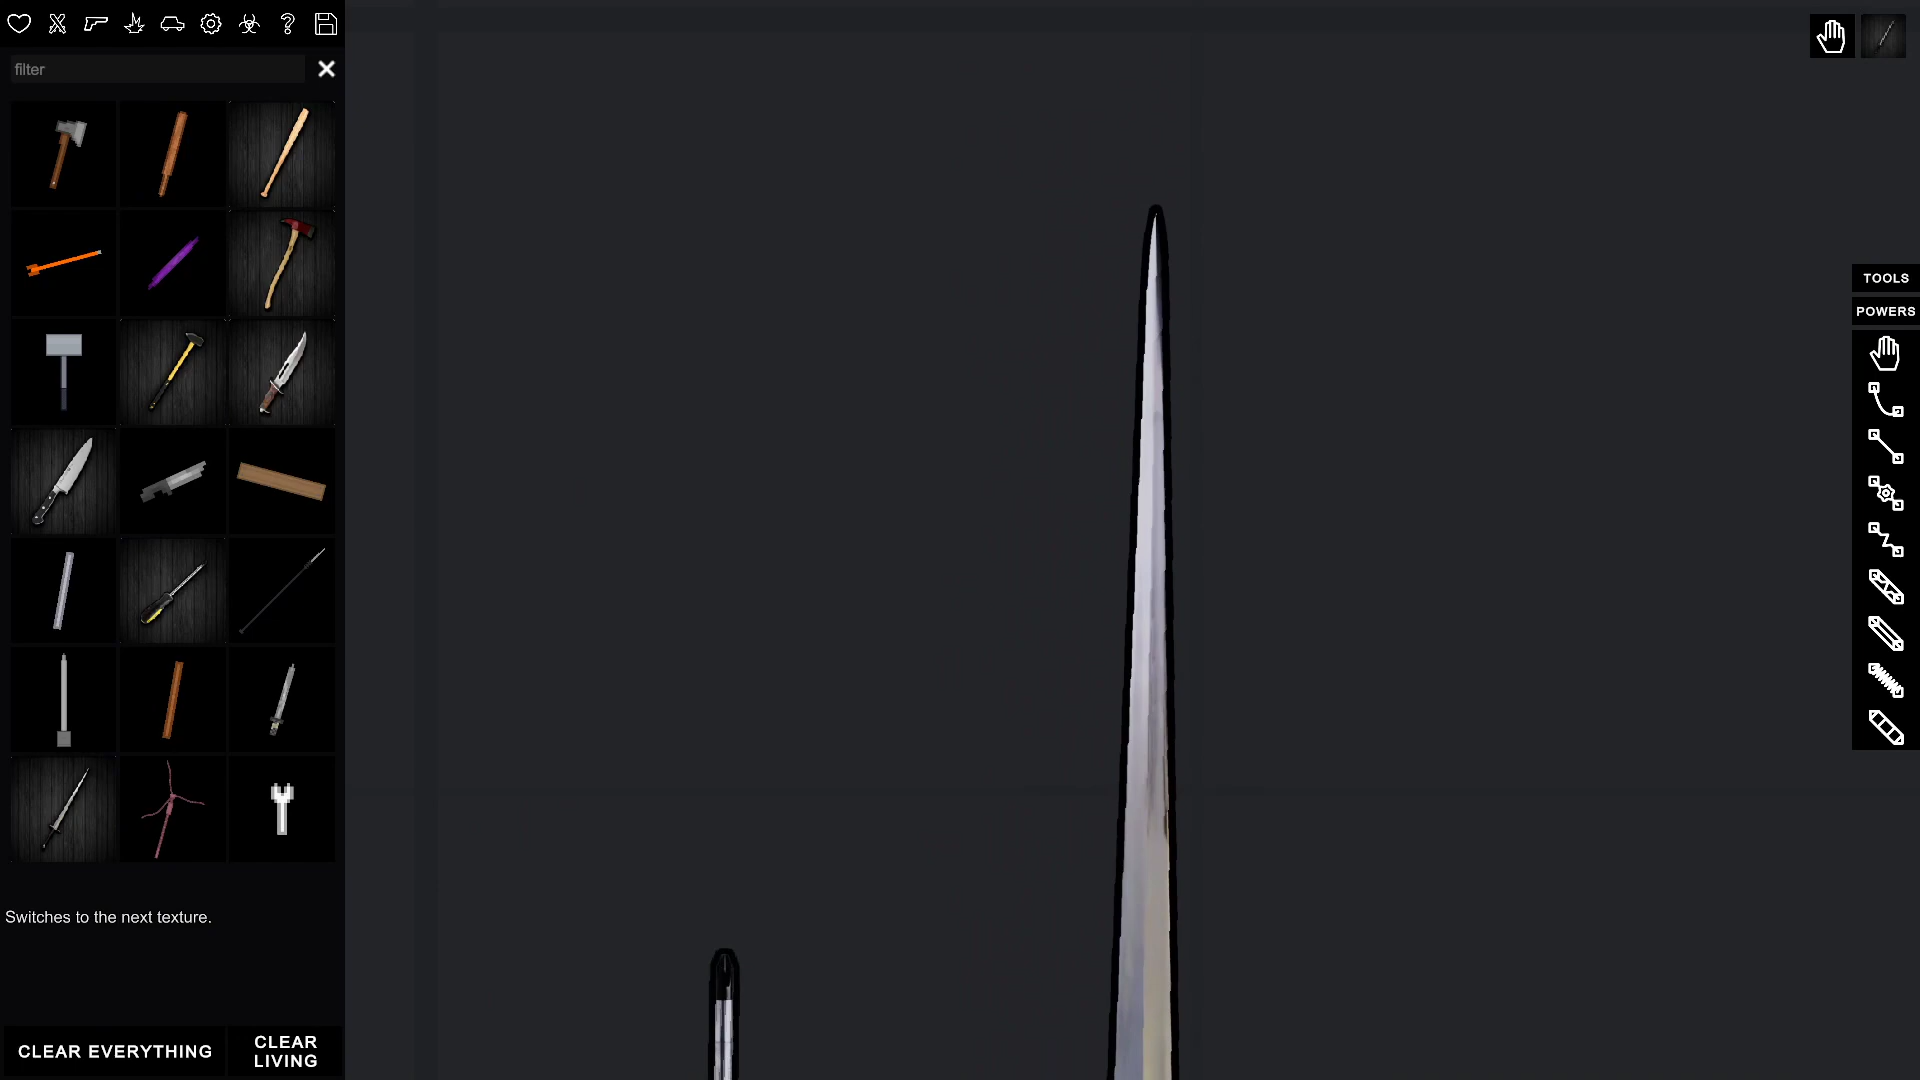 filter
TOOLS
POWERS
Switches to the next texture.
CLEAR EVERYTHING
CLEAR
LIVING